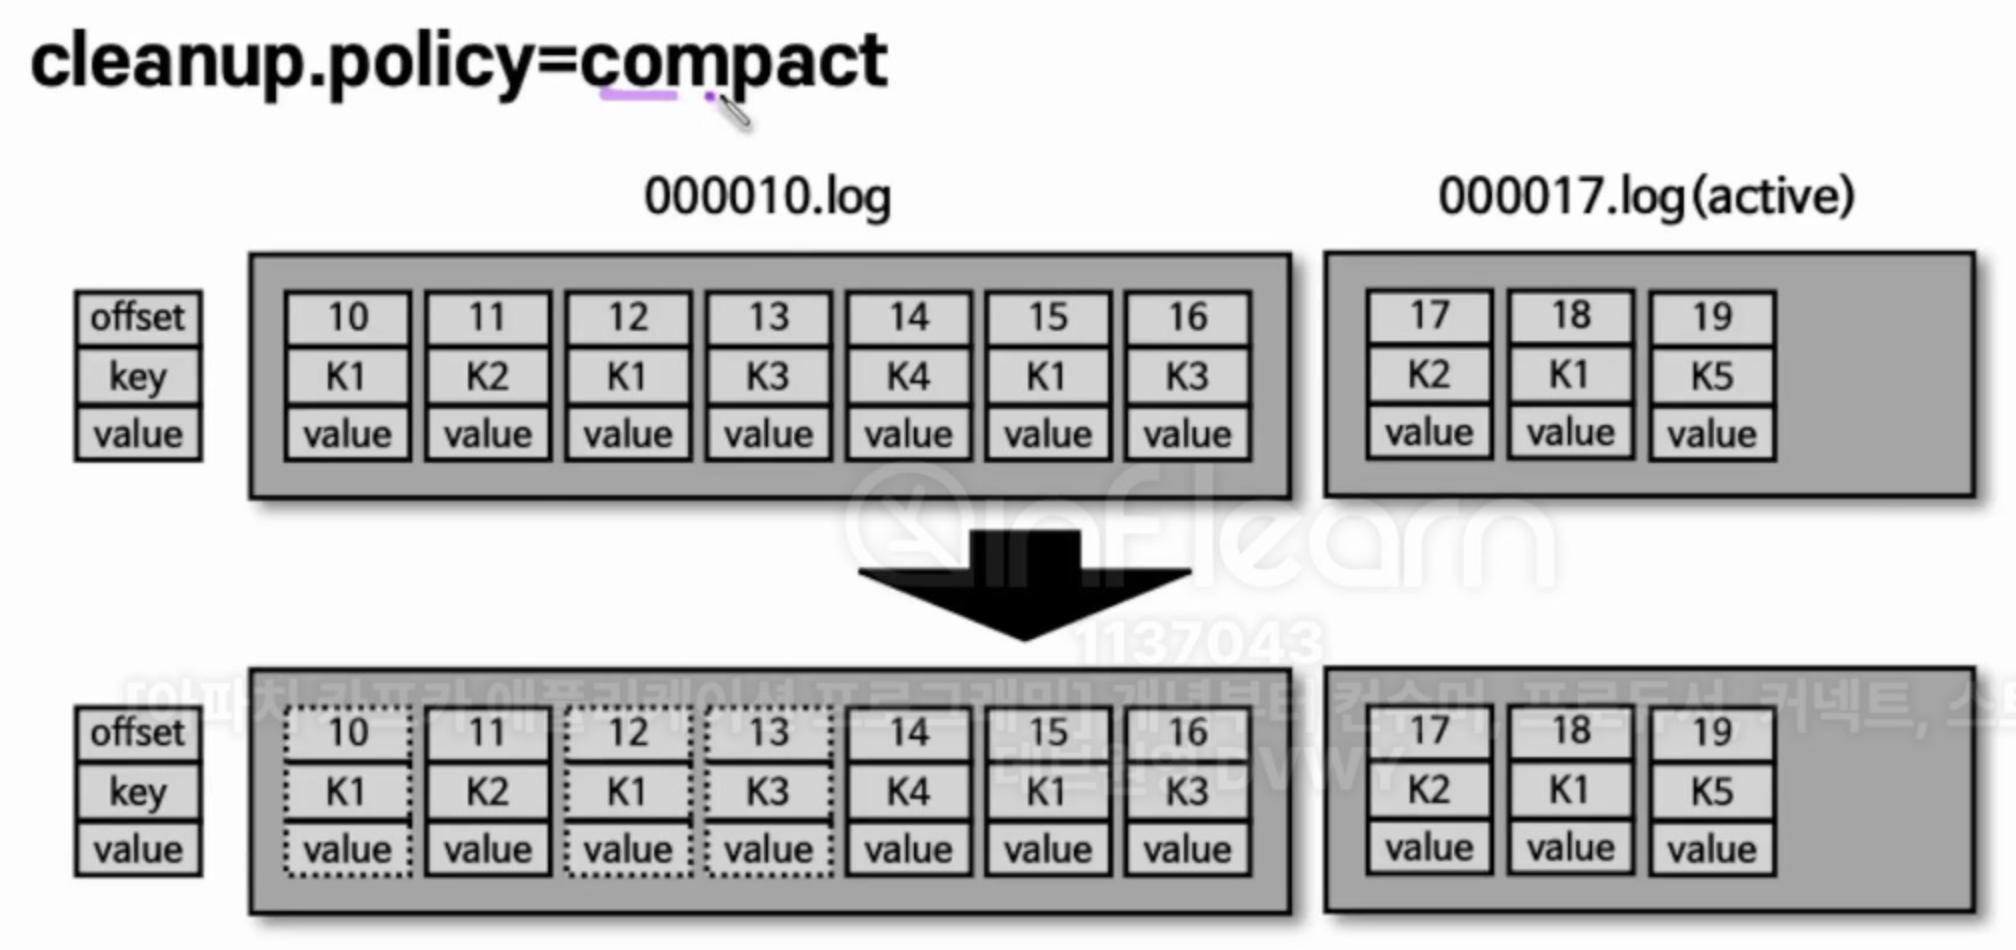 cleanup.policy=compact
000010.log 000017.log(active)
offset 10 11 12 13 14 15 16 17 18 19
key K1 K2 K1 K3 K4 K1 K3 K2 K1 K5
value value value value value value value value value value value
inflearn
1137043
[아파치 카프카 애플리케이션 프로그래밍] 개념부터 컨슈머, 프로듀서, 커넥트,
offset 10 11 12 13 14 15 16 17 18 19
데브원영 DVWY
key K1 K2 K1 K3 K4 K1 K3 K2 K1 K5
value value value value value value value value value value value